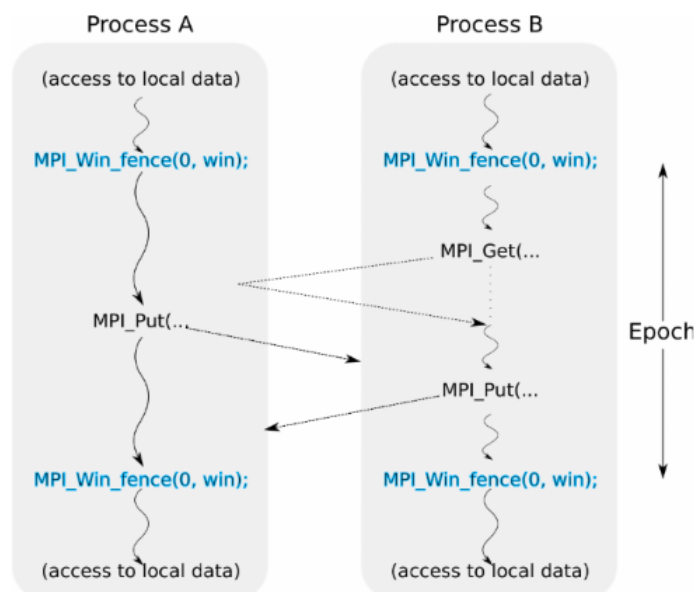 Process A
Process B
(access to local data)
(access to local data)
MPI_Win_fence(0, win);
MPI_Win_fence(0, win);
MPI_Get(...
MPI_Put(...
Epoch
MPI_Put(...
MPI_Win_fence(0, win);
MPI_Win_fence(0, win);
(access to local data)
(access to local data)